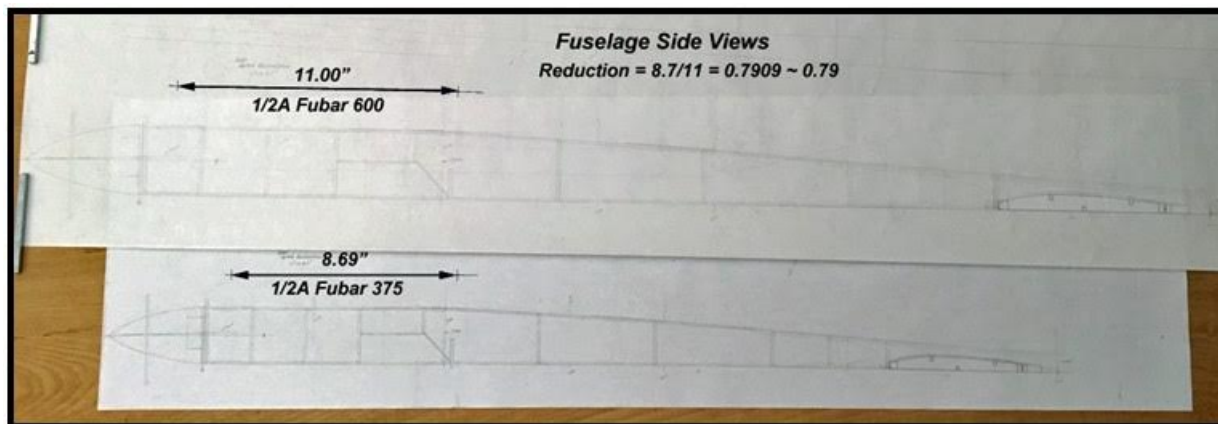 Fuselage Side Views
Reduction = 8.7/11 = 0.7909 ~ 0.79
11.00”
1/2A Fubar 600
8.69”
1/2A Fubar 375